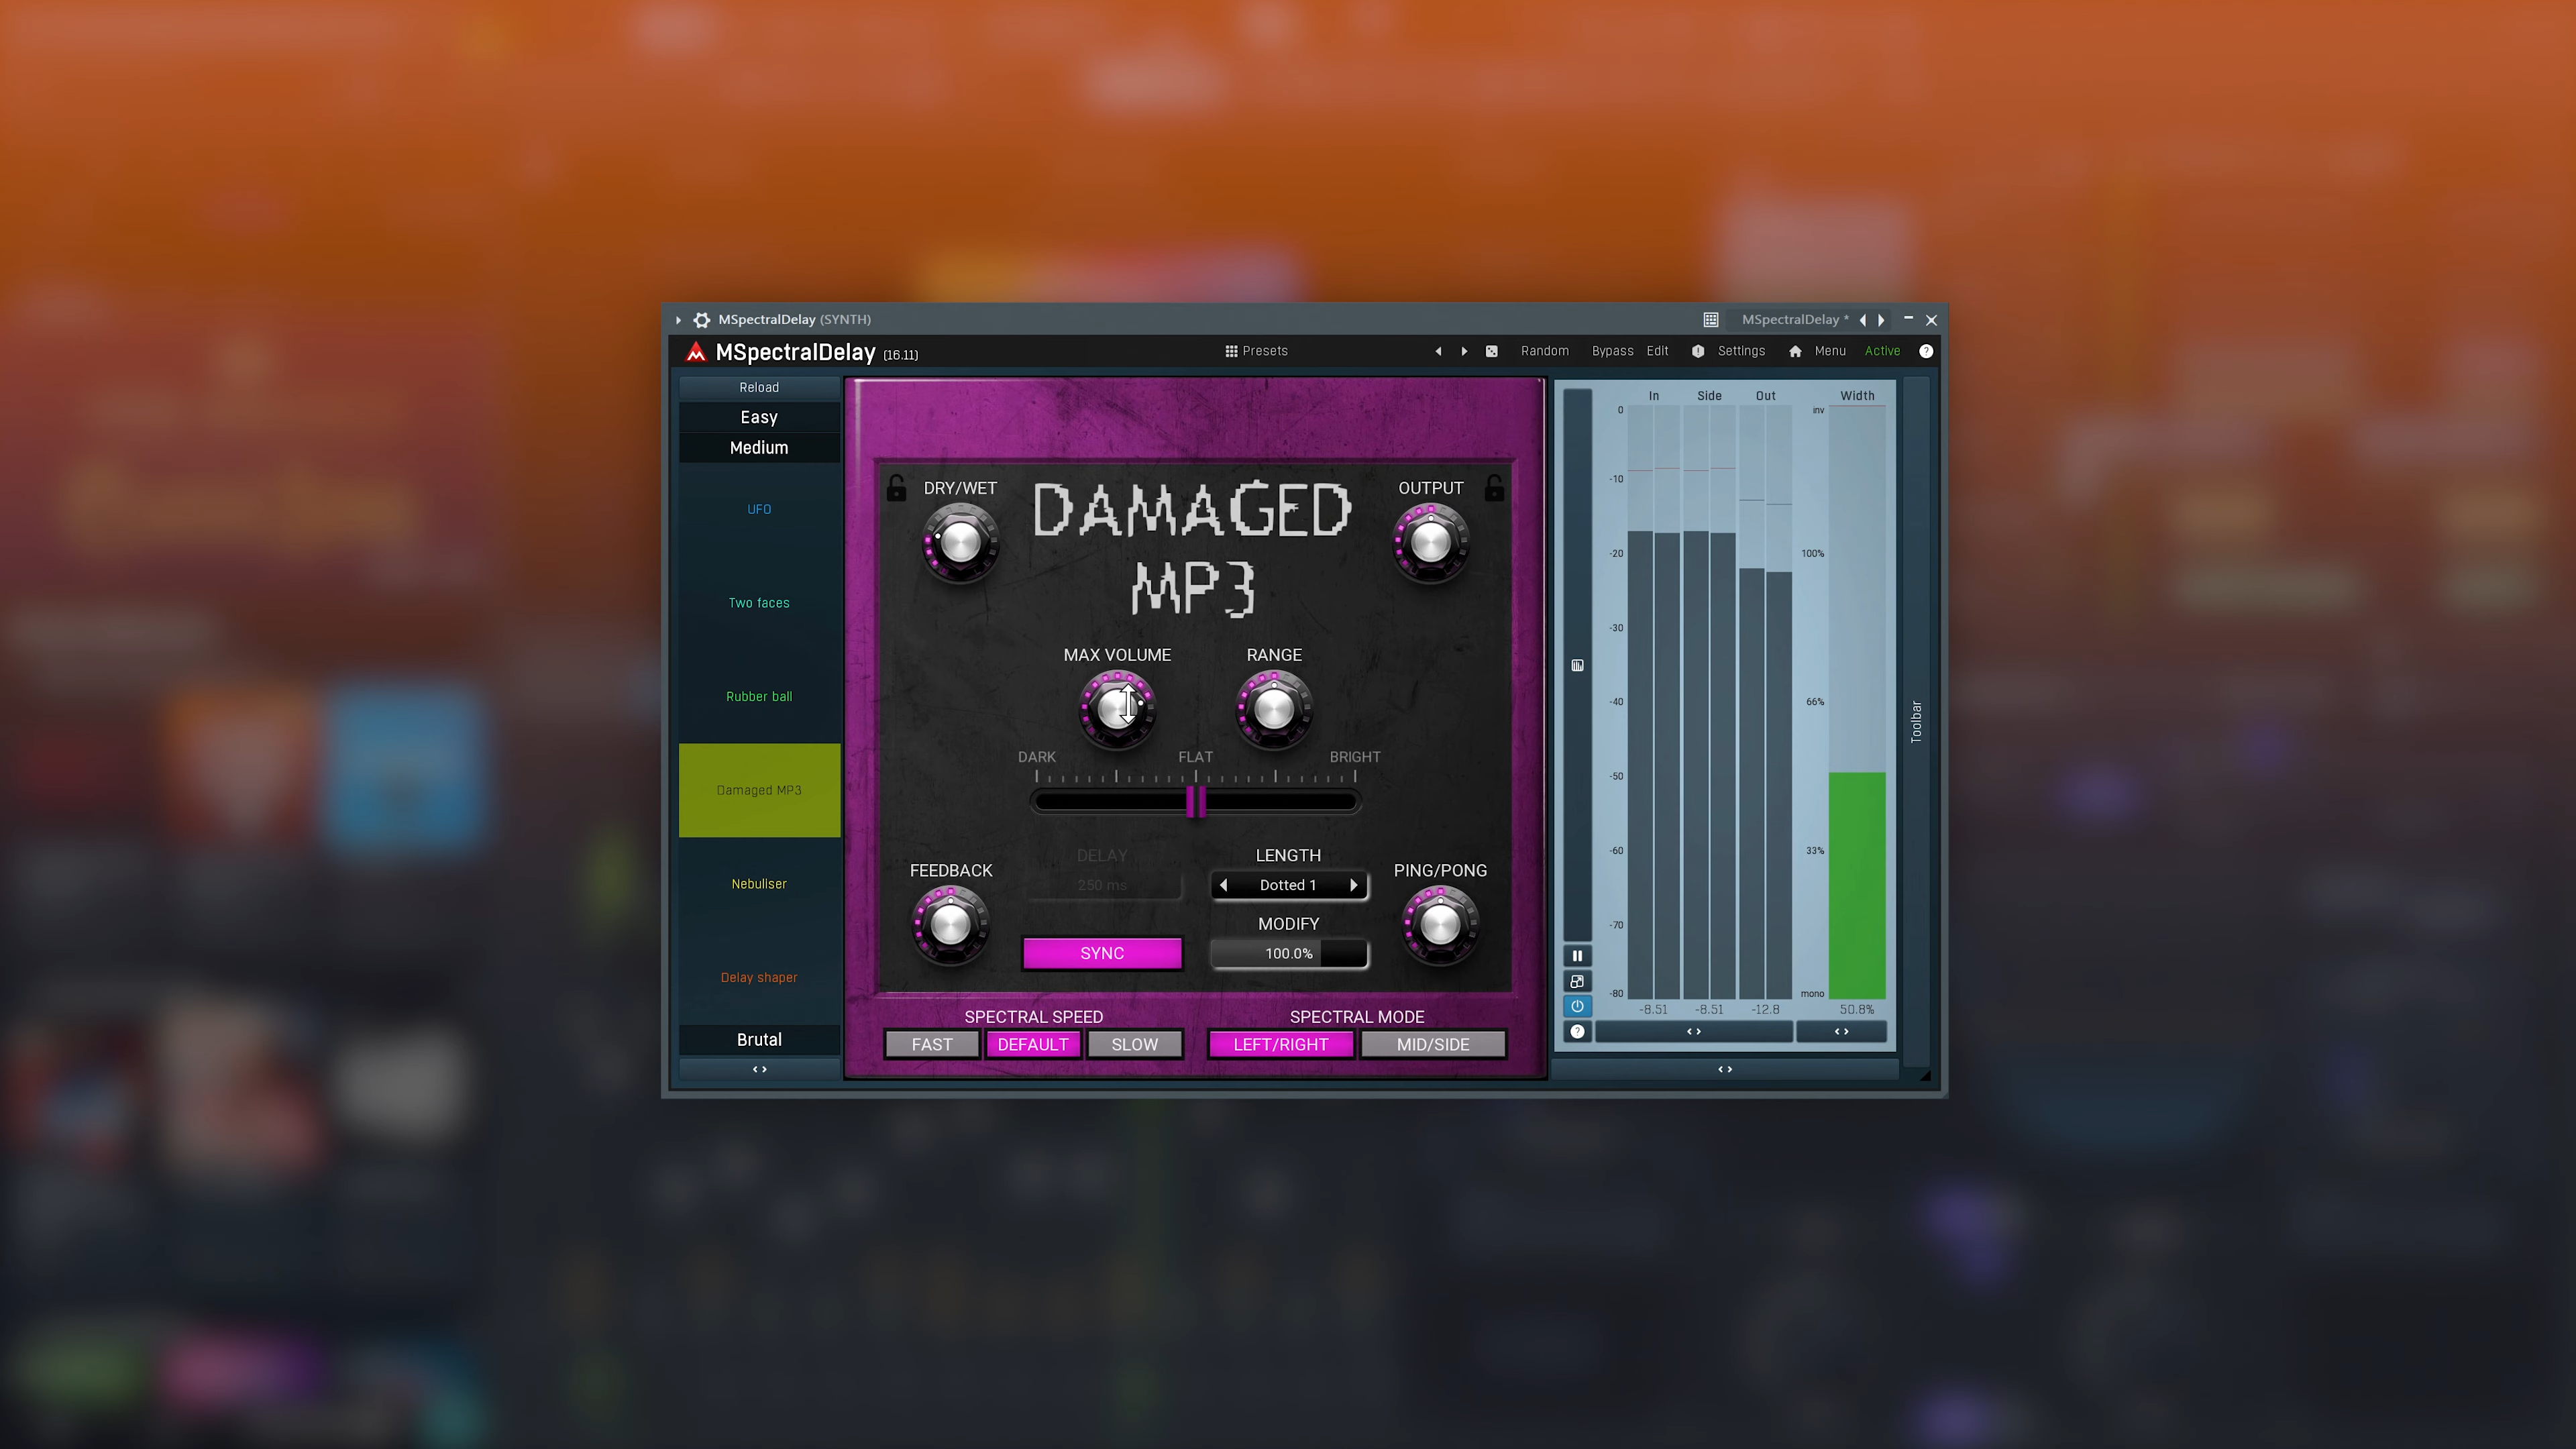 MSpectralDelay (SYNTH)
MSpectralDelay *
MSpectralDelay (16.11)
Presets
Random
Bypass
Edit
Settings
Menu
Active
?
Reload
Easy
Medium
UFO
Two faces
Rubber ball
Damaged MP3
Nebuliser
Delay shaper
Brutal
DRY/WET
DAMAGED
MP3
OUTPUT
MAX VOLUME
RANGE
DARK
FLAT
BRIGHT
FEEDBACK
DELAY
250 ms
SYNC
LENGTH
Dotted 1
MODIFY
100.0%
PING/PONG
SPECTRAL SPEED
FAST
DEFAULT
SLOW
SPECTRAL MODE
LEFT/RIGHT
MID/SIDE
In
Side
Out
Width
0
-10
-20
-30
-40
-50
-60
-70
-80
inv
100%
66%
33%
mono
-8.51
-8.51
-12.8
50.8%
?
Toolbar